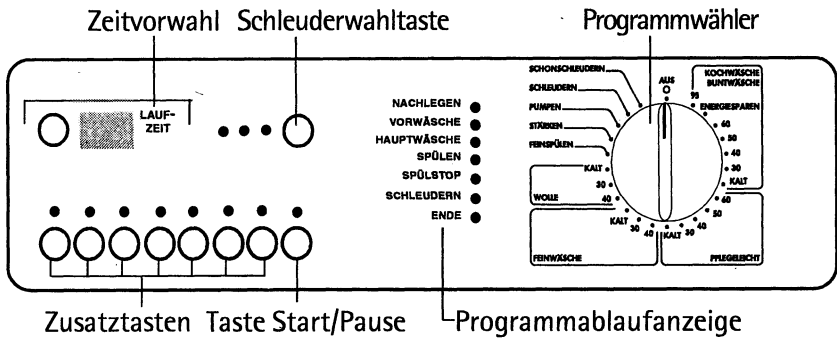 Zeitvorwahl Schleuderwahltaste Programmwähler
LAUF-
ZEIT
NACHLEGEN
VORWÄSCHE
HAUPTWÄSCHE
SPÜLEN
SPÜLSTOP
SCHLEUDERN
ENDE
SCHONSCHLEUDERN
SCHLEUDERN
PUMPEN
STÄRKEN
FEINSPÜLEN
KALT
30
40
WOLLE
KALT
30
40
FEINWÄSCHE
AUS
KOCHWÄSCHE
BUNTWÄSCHE
95
ENERGIESPAREN
60
50
40
30
KALT
60
50
40
30
KALT
PFLEGELEICHT
Zusatztasten Taste Start/Pause Programmablaufanzeige